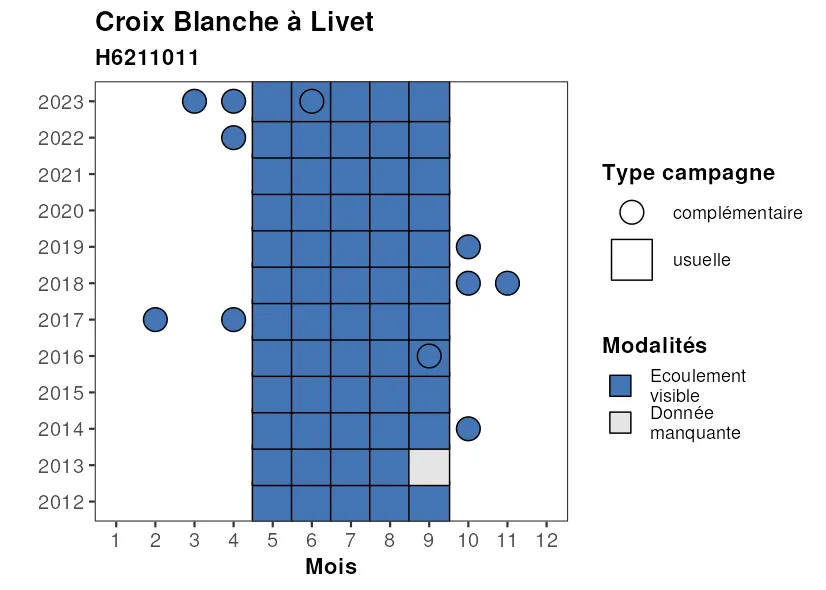 Croix Blanche à Livet
H6211011
2023
2022
2021
2020
2019
2018
2017
2016
2015
2014
2013
2012
1 2 3 4 5 6 7 8 9 10 11 12
Mois
Type campagne
complémentaire
usuelle
Modalités
Ecoulement
visible
Donnée
manquante